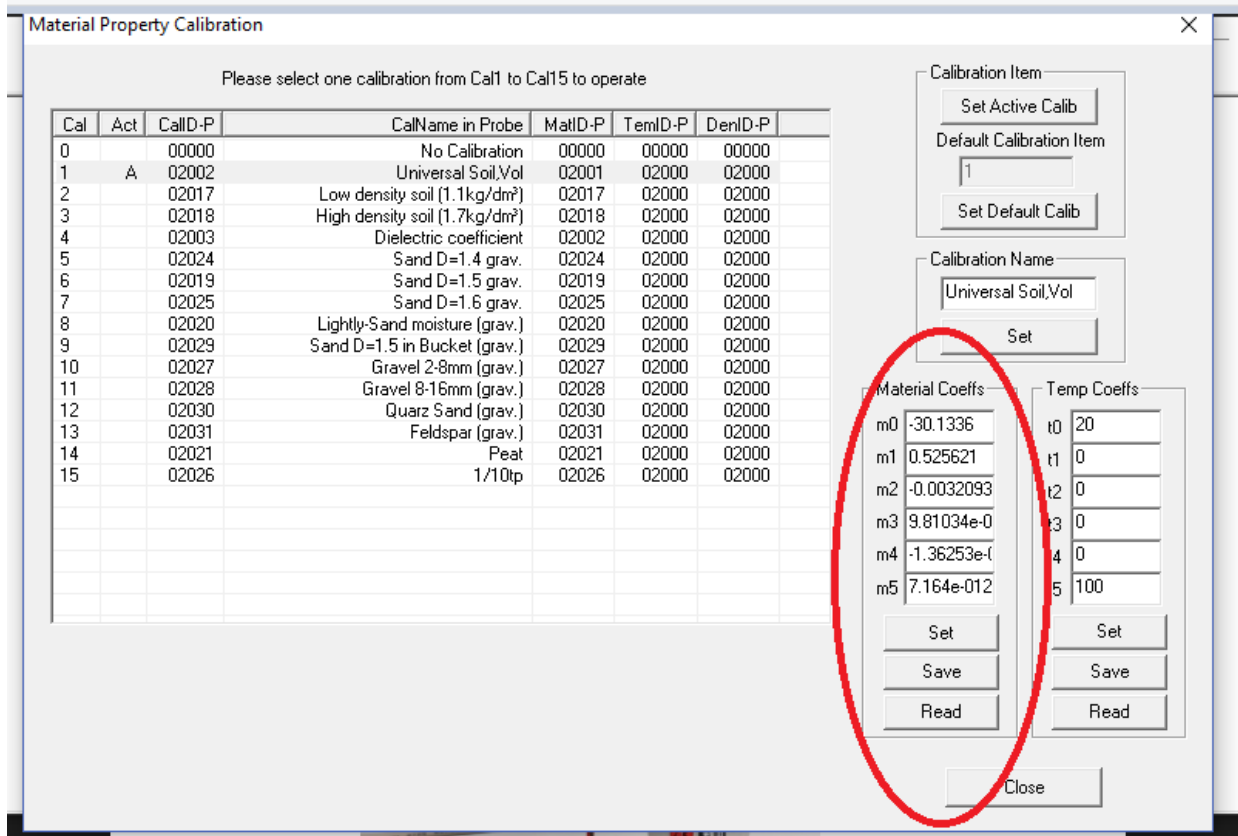 Material Property Calibration
Please select one calibration from Cal1 to Cal15 to operate
Cal Act CalID-P CalName in Probe MatID-P TemID-P DenID-P
0 00000 No Calibration 00000 00000 00000
1 A 02002 Universal Soil,Vol 02001 02000 02000
2 02017 Low density soil (1.1kg/dm³) 02017 02000 02000
3 02018 High density soil (1.7kg/dm³) 02018 02000 02000
4 02003 Dielectric coefficient 02002 02000 02000
5 02024 Sand D=1.4 grav. 02024 02000 02000
6 02019 Sand D=1.5 grav. 02019 02000 02000
7 02025 Sand D=1.6 grav. 02025 02000 02000
8 02020 Lightly-Sand moisture (grav.) 02020 02000 02000
9 02029 Sand D=1.5 in Bucket (grav.) 02029 02000 02000
10 02027 Gravel 2-8mm (grav.) 02027 02000 02000
11 02028 Gravel 8-16mm (grav.) 02028 02000 02000
12 02030 Quarz Sand (grav.) 02030 02000 02000
13 02031 Feldspar (grav.) 02031 02000 02000
14 02021 Peat 02021 02000 02000
15 02026 1/10tp 02026 02000 02000
Calibration Item
Set Active Calib
Default Calibration Item
1
Set Default Calib
Calibration Name
Universal Soil,Vol
Set
Material Coeffs
m0 -30.1336
m1 0.525621
m2 -0.0032093
m3 9.81034e-0
m4 -1.36253e-(
m5 7.164e-012
Set
Save
Read
Temp Coeffs
t0 20
t1 0
t2 0
t3 0
4 0
5 100
Set
Save
Read
Close